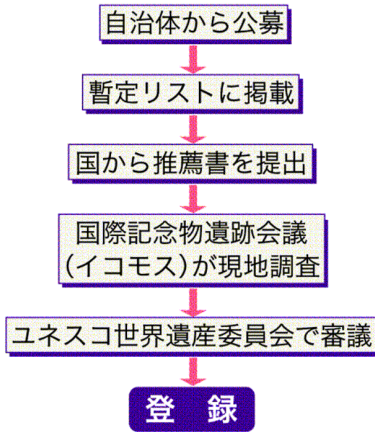 自治体から公募
暫定リストに掲載
国から推薦書を提出
国際記念物遺跡会議
(イコモス)が現地調査
ユネスコ世界遺産委員会で審議
登 録